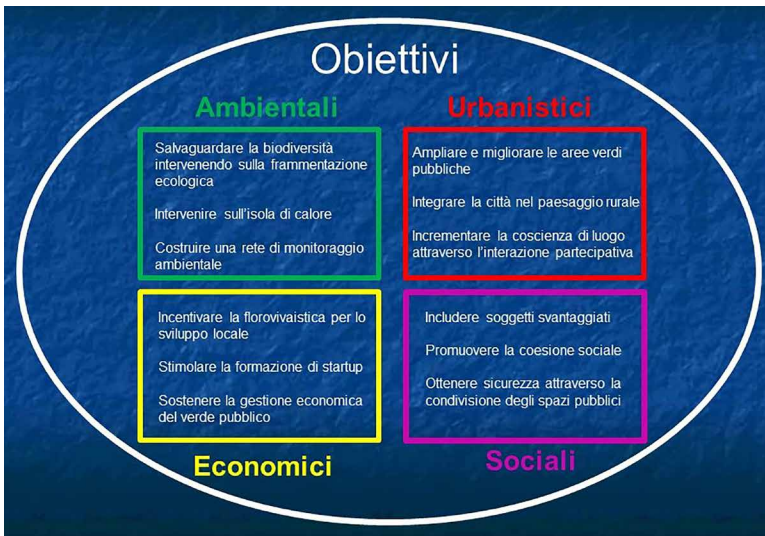 Obiettivi
Ambientali
Salvaguardare la biodiversità
intervenendo sulla frammentazione
ecologica
Intervenire sull'isola di calore
Costruire una rete di monitoraggio
ambientale
Urbanistici
Ampliare e migliorare le aree verdi
pubbliche
Integrare la città nel paesaggio rurale
Incrementare la coscienza di luogo
attraverso l'interazione partecipativa
Incentivare la florovivaistica per lo
sviluppo locale
Stimolare la formazione di startup
Sostenere la gestione economica
del verde pubblico
Economici
Includere soggetti svantaggiati
Promuovere la coesione sociale
Ottenere sicurezza attraverso la
condivisione degli spazi pubblici
Sociali